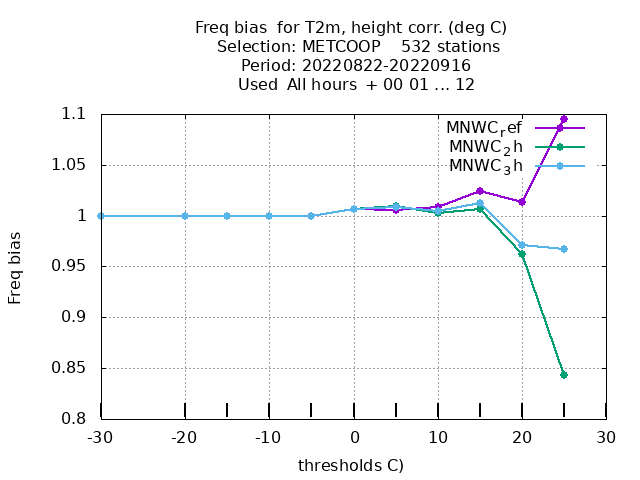 Freq bias  for T2m, height corr. (deg C)
Selection: METCOOP    532 stations
Period: 20220822-20220916
Used  All hours  + 00 01 ... 12
MNWC_ref
MNWC_2h
MNWC_3h
1.1
1.05
1
0.95
0.9
0.85
0.8
Freq bias
-30 -20 -10 0 10 20 30
thresholds C)